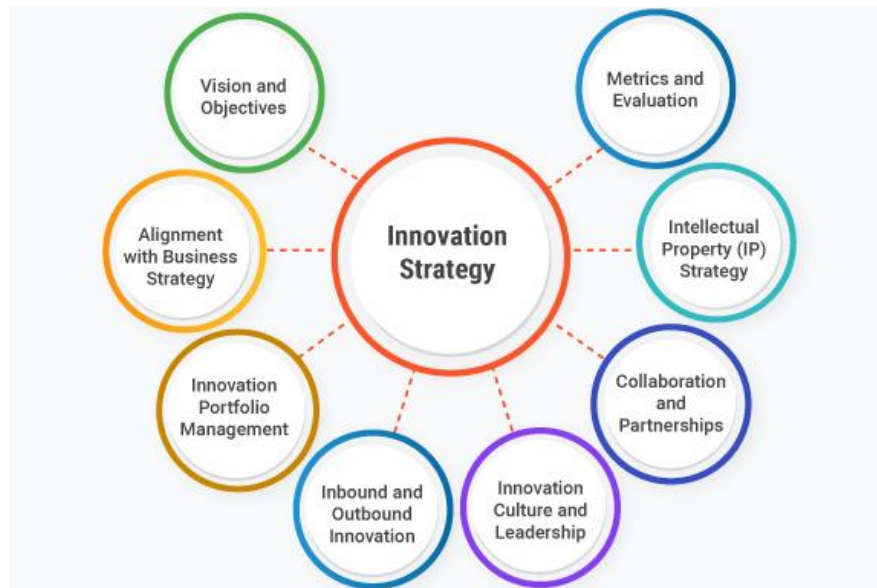 Vision and
Objectives
Metrics and
Evaluation
Alignment
with Business
Strategy
Innovation
Strategy
Intellectual
Property (IP)
Strategy
Innovation
Portfolio
Management
Collaboration
and
Partnerships
Inbound and
Outbound
Innovation
Innovation
Culture and
Leadership